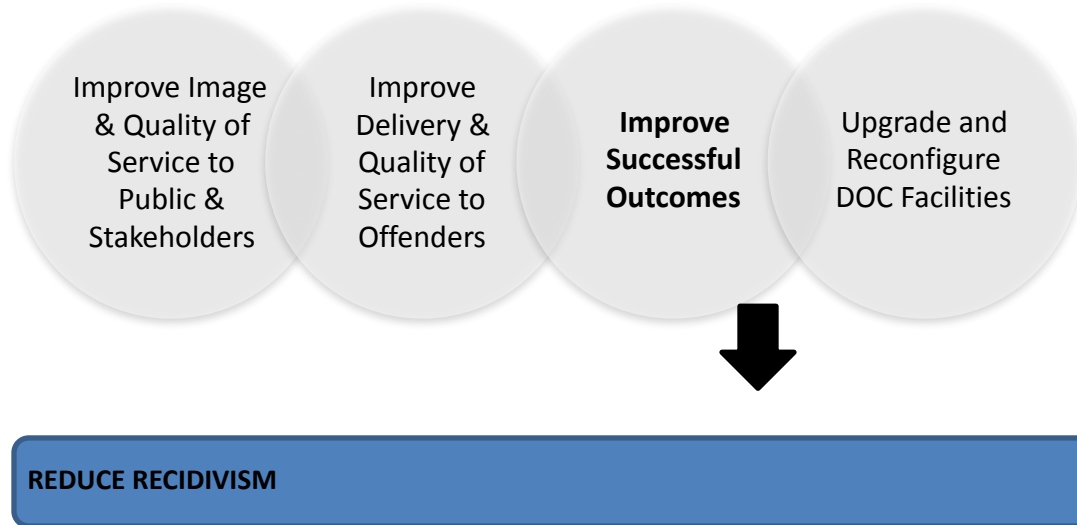 Improve Image
& Quality of
Service to
Public &
Stakeholders
Improve
Delivery &
Quality of
Service to
Offenders
Improve
Successful
Outcomes
Upgrade and
Reconfigure
DOC Facilities
REDUCE RECIDIVISM